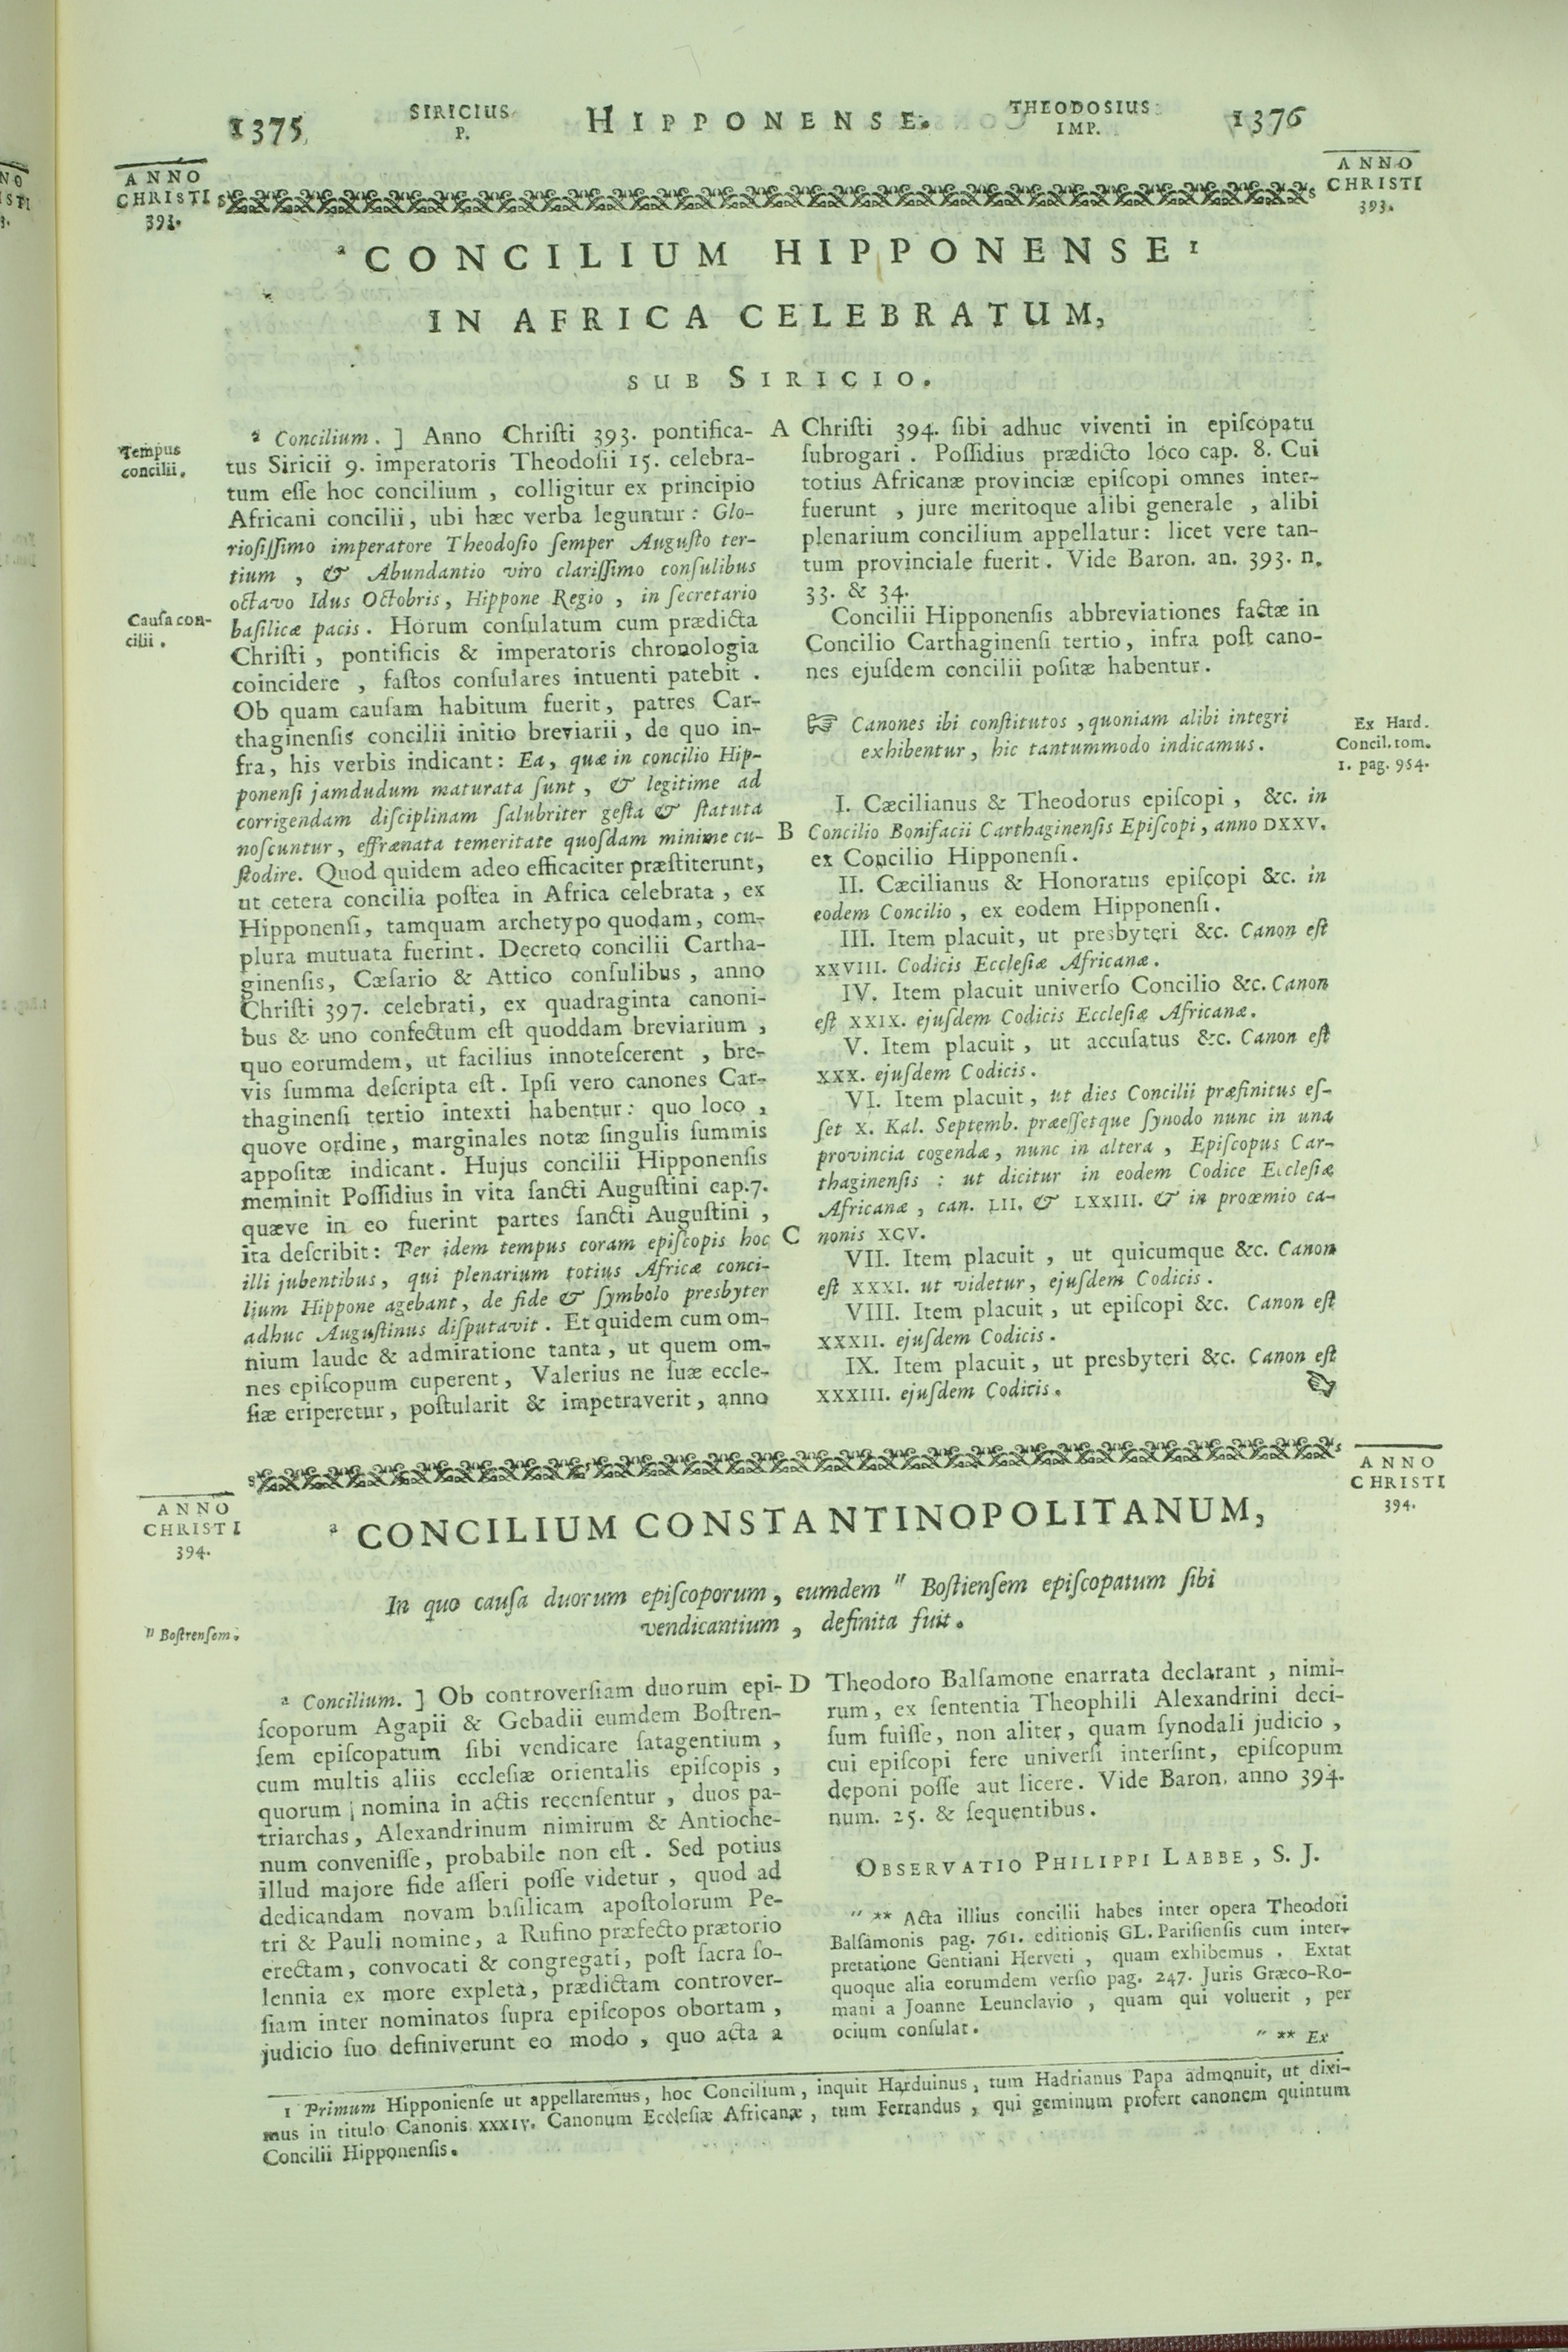 1375 SIRICIUS P. HIPPONENSE. THEODOSIUS IMP. 1376
ANNO CHRISTI 393.
ANNO CHRISTI 393.
ᵃ CONCILIUM HIPPONENSE ¹
IN AFRICA CELEBRATUM,
SUB SIRICIO.
Tempus
concilii.
ᵃ Concilium. ] Anno Chriſti 393. pontifica-
tus Siricii 9. imperatoris Theodoſii 15. celebra-
tum eſſe hoc concilium, colligitur ex principio
Africani concilii, ubi hæc verba leguntur: Glo-
rioſiſſimo imperatore Theodoſio ſemper Auguſto ter-
tium, & Abundantio viro clariſſimo conſulibus
octavo Idus Octobris, Hippone Regio, in ſecretario
Cauſa con-
cilii.
baſilicæ pacis. Horum conſulatum cum prædicta
Chriſti, pontificis & imperatoris chronologia
coincidere, faſtos conſulares intuenti patebit.
Ob quam cauſam habitum fuerit, patres Car-
thaginenſis concilii initio breviarii, de quo in-
fra, his verbis indicant: Ea, quæ in concilio Hip-
ponenſi jamdudum maturata ſunt, & legitime ad
corrigendam diſciplinam ſalubriter geſta & ſtatuta
noſcuntur, effrænata temeritate quoſdam minime cu-
ſtodire. Quod quidem adeo efficaciter præſtiterunt,
ut cetera concilia poſtea in Africa celebrata, ex
Hipponenſi, tamquam archetypo quodam, com-
plura mutuata fuerint. Decreto concilii Cartha-
ginenſis, Cæſario & Attico conſulibus, anno
Chriſti 397. celebrati, ex quadraginta canoni-
bus & uno confectum eſt quoddam breviarium,
quo eorumdem, ut facilius innoteſcerent, bre-
vis ſumma deſcripta eſt. Ipſi vero canones Car-
thaginenſi tertio intexti habentur: quo loco,
quove ordine, marginales notæ ſingulis ſummis
appoſitæ indicant. Hujus concilii Hipponenſis
meminit Poſſidius in vita ſancti Auguſtini cap.7.
quæve in eo fuerint partes ſancti Auguſtini,
ita deſcribit: Per idem tempus coram epiſcopis hoc
illi jubentibus, qui plenarium totius Africæ conci-
lium Hippone agebant, de fide & ſymbolo presbyter
adhuc Auguſtinus diſputavit. Et quidem cum om-
nium laude & admiratione tanta, ut quem om-
nes epiſcopum cuperent, Valerius ne ſuæ eccle-
ſiæ eriperetur, poſtularit & impetraverit, anno
A
B
C
Chriſti 394. ſibi adhuc viventi in epiſcopatu
ſubrogari. Poſſidius prædicto loco cap. 8. Cui
totius Africanæ provinciæ epiſcopi omnes inter-
fuerunt, jure meritoque alibi generale, alibi
plenarium concilium appellatur: licet vere tan-
tum provinciale fuerit. Vide Baron. an. 393. n.
33. & 34.
Concilii Hipponenſis abbreviationes factæ in
Concilio Carthaginenſi tertio, infra poſt cano-
nes ejuſdem concilii poſitæ habentur.
☞ Canones ibi conſtitutos, quoniam alibi integri
exhibentur, hic tantummodo indicamus.
Ex Hard.
Concil. tom.
1. pag. 954.
I. Cæcilianus & Theodorus epiſcopi, &c. in
Concilio Bonifacii Carthaginenſis Epiſcopi, anno DXXV.
ex Concilio Hipponenſi.
II. Cæcilianus & Honoratus epiſcopi &c. in
eodem Concilio, ex eodem Hipponenſi.
III. Item placuit, ut presbyteri &c. Canon eſt
XXVIII. Codicis Eccleſiæ Africanæ.
IV. Item placuit univerſo Concilio &c. Canon
eſt XXIX. ejuſdem Codicis Eccleſiæ Africanæ.
V. Item placuit, ut accuſatus &c. Canon eſt
XXX. ejuſdem Codicis.
VI. Item placuit, ut dies Concilii præfinitus eſ-
ſet X. Kal. Septemb. præeſſetque ſynodo nunc in una
provincia cogendæ, nunc in altera, Epiſcopus Car-
thaginenſis: ut dicitur in eodem Codice Eccleſiæ
Africanæ, can. LII. & LXXIII. & in proœmio ca-
nonis XCV.
VII. Item placuit, ut quicumque &c. Canon
eſt XXXI. ut videtur, ejuſdem Codicis.
VIII. Item placuit, ut epiſcopi &c. Canon eſt
XXXII. ejuſdem Codicis.
IX. Item placuit, ut presbyteri &c. Canon eſt
XXXIII. ejuſdem Codicis.
ANNO CHRISTI 394.
ANNO CHRISTI 394.
ᵃ CONCILIUM CONSTANTINOPOLITANUM,
In quo cauſa duorum epiſcoporum, eumdem " Boſtienſem epiſcopatum ſibi
vendicantium, definita fuit.
" Boſtrenſem.
ᵃ Concilium. ] Ob controverſiam duorum epi-
ſcoporum Agapii & Gebadii eumdem Boſtren-
ſem epiſcopatum ſibi vendicare ſatagentium,
cum multis aliis eccleſiæ orientalis epiſcopis,
quorum nomina in actis recenſentur, duos pa-
triarchas, Alexandrinum nimirum & Antioche-
num conveniſſe, probabile non eſt. Sed potius
illud majore fide aſſeri poſſe videtur, quod ad
dedicandam novam baſilicam apoſtolorum Pe-
tri & Pauli nomine, a Rufino præfecto prætorio
erectam, convocati & congregati, poſt ſacra ſo-
lennia ex more expleta, prædictam controver-
ſiam inter nominatos ſupra epiſcopos obortam,
judicio ſuo definiverunt eo modo, quo acta a
D
Theodoro Balſamone enarrata declarant, nimi-
rum, ex ſententia Theophili Alexandrini deci-
ſum fuiſſe, non aliter, quam ſynodali judicio,
cui epiſcopi fere univerſi interſint, epiſcopum
deponi poſſe aut licere. Vide Baron. anno 394.
num. 25. & ſequentibus.
OBSERVATIO PHILIPPI LABBE, S. J.
" ** Acta illius concilii habes inter opera Theodori
Balſamonis pag. 761. editionis GL. Pariſienſis cum inter-
pretatione Gentiani Herveti, quam exhibemus. Extat
quoque alia eorumdem verſio pag. 247. Juris Græco-Ro-
mani a Joanne Leunclavio, quam qui voluerit, per
ocium conſulat.
" ** Ex
1 Primum Hipponienſe ut appellaremus, hoc Concilium, inquit Harduinus, tum Hadrianus Papa admonuit, ut dixi-
mus in titulo Canonis XXXIV. Canonum Eccleſiæ Africanæ, tum Ferrandus, qui geminum profert canonem quintum
Concilii Hipponenſis.